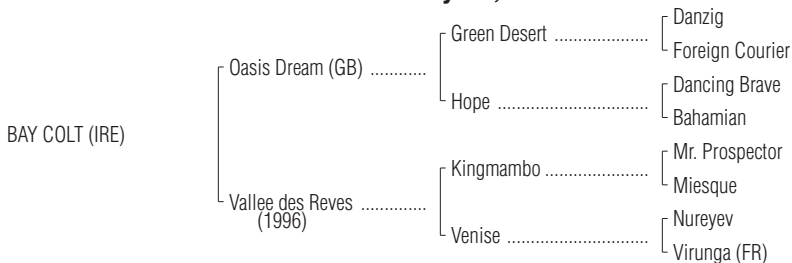 Danzig
Green Desert ....................
Foreign Courier
Oasis Dream (GB) ............
Dancing Brave
Hope ................................
Bahamian
BAY COLT (IRE)
Mr. Prospector
Kingmambo ......................
Miesque
Vallee des Reves ..............
(1996)
Nureyev
Venise ..............................
Virunga (FR)